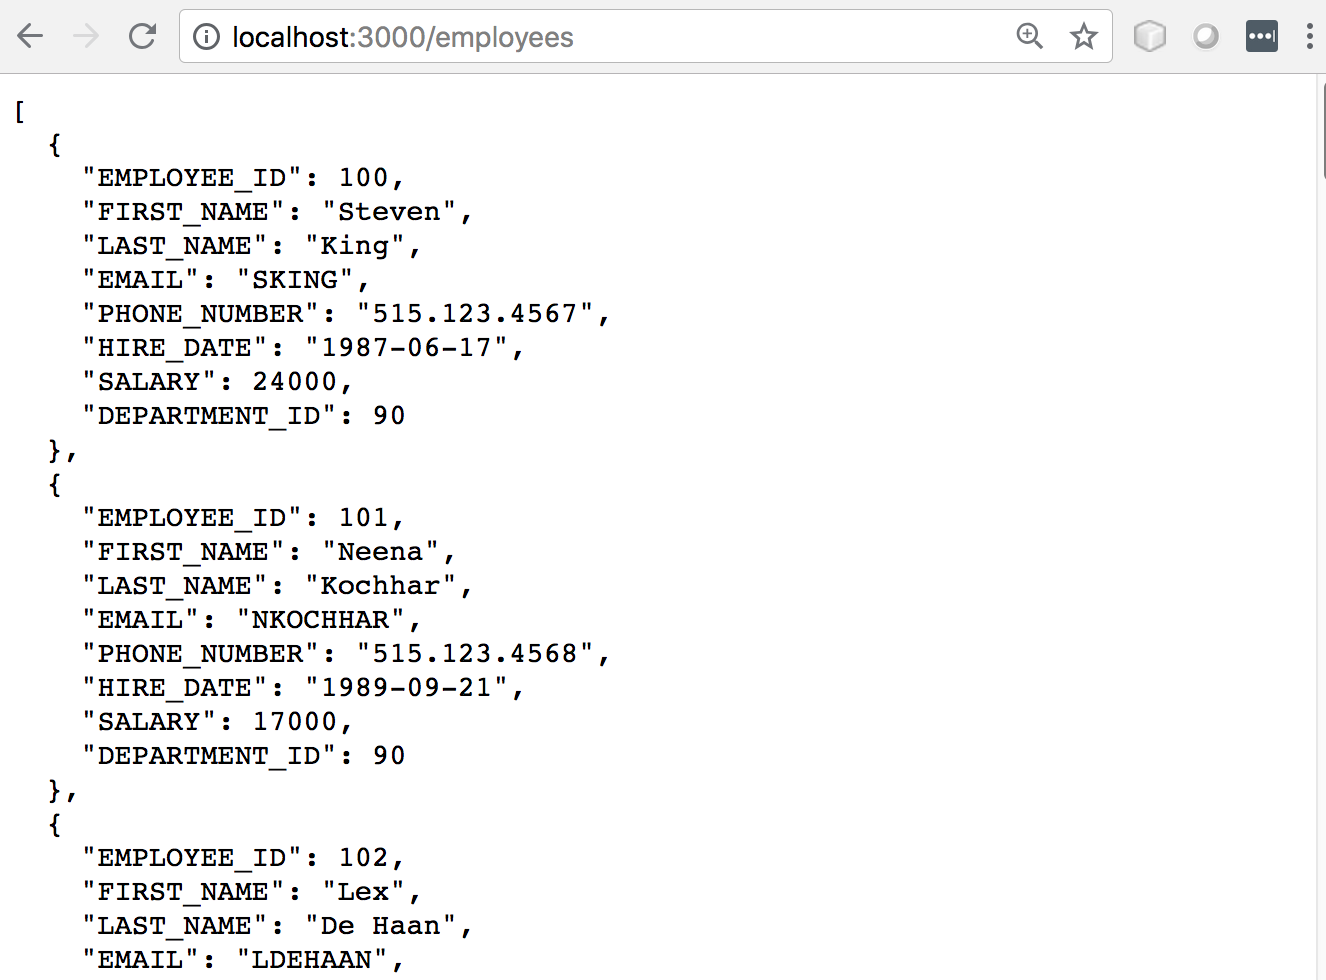 localhost:3000/employees
[
  {
    "EMPLOYEE_ID": 100,
    "FIRST_NAME": "Steven",
    "LAST_NAME": "King",
    "EMAIL": "SKING",
    "PHONE_NUMBER": "515.123.4567",
    "HIRE_DATE": "1987-06-17",
    "SALARY": 24000,
    "DEPARTMENT_ID": 90
  },
  {
    "EMPLOYEE_ID": 101,
    "FIRST_NAME": "Neena",
    "LAST_NAME": "Kochhar",
    "EMAIL": "NKOCHHAR",
    "PHONE_NUMBER": "515.123.4568",
    "HIRE_DATE": "1989-09-21",
    "SALARY": 17000,
    "DEPARTMENT_ID": 90
  },
  {
    "EMPLOYEE_ID": 102,
    "FIRST_NAME": "Lex",
    "LAST_NAME": "De Haan",
    "EMAIL": "LDEHAAN",